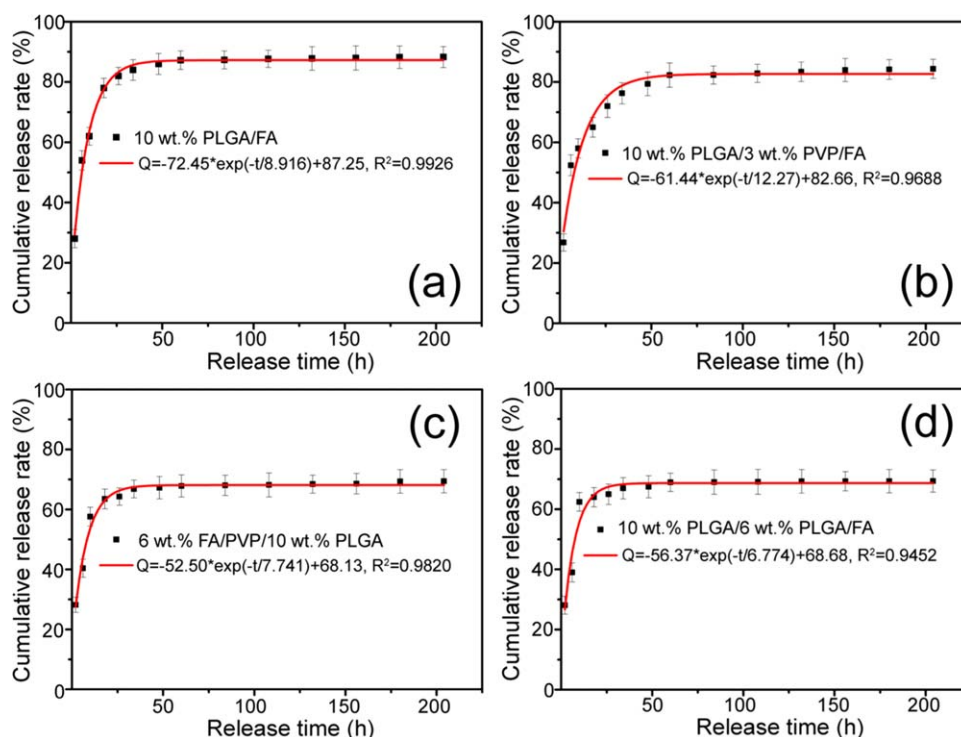 (a)
Cumulative release rate (%)
100
80
60
40
20
0
10 wt.% PLGA/FA
Q=-72.45*exp(-t/8.916)+87.25, R²=0.9926
50
100
150
200
Release time (h)
(b)
Cumulative release rate (%)
100
80
60
40
20
0
10 wt.% PLGA/3 wt.% PVP/FA
Q=-61.44*exp(-t/12.27)+82.66, R²=0.9688
50
100
150
200
Release time (h)
(c)
Cumulative release rate (%)
100
80
60
40
20
0
6 wt.% FA/PVP/10 wt.% PLGA
Q=-52.50*exp(-t/7.741)+68.13, R²=0.9820
50
100
150
200
Release time (h)
(d)
Cumulative release rate (%)
100
80
60
40
20
0
10 wt.% PLGA/6 wt.% PLGA/FA
Q=-56.37*exp(-t/6.774)+68.68, R²=0.9452
50
100
150
200
Release time (h)